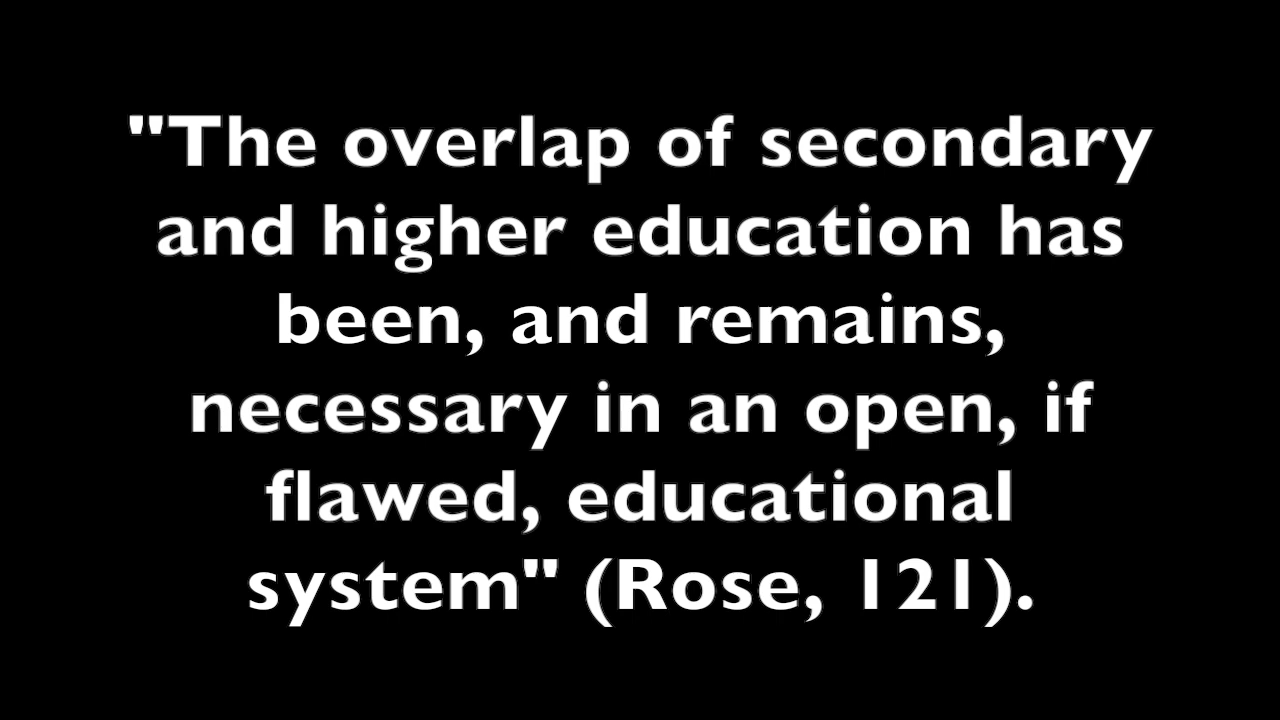 "The overlap of secondary
and higher education has
been, and remains,
necessary in an open, if
flawed, educational
system" (Rose, 121).